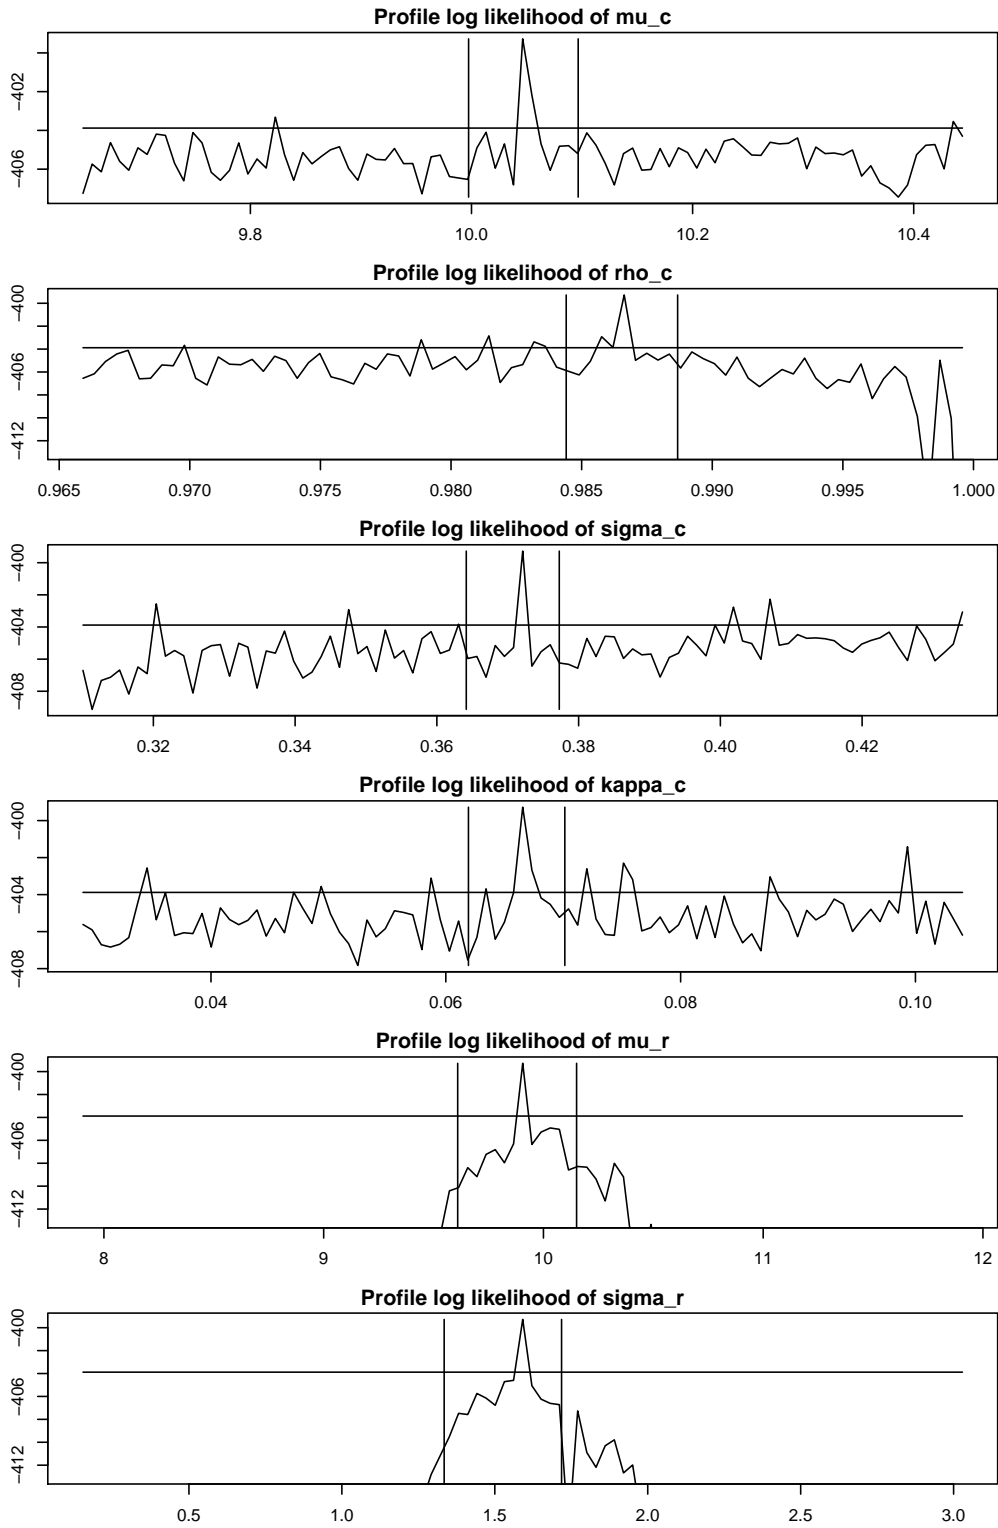 Profile log likelihood of mu_c
−402
−406
9.8 10.0 10.2 10.4
Profile log likelihood of rho_c
−400
−406
−412
0.965 0.970 0.975 0.980 0.985 0.990 0.995 1.000
Profile log likelihood of sigma_c
−400
−404
−408
0.32 0.34 0.36 0.38 0.40 0.42
Profile log likelihood of kappa_c
−400
−404
−408
0.04 0.06 0.08 0.10
Profile log likelihood of mu_r
−400
−406
−412
8 9 10 11 12
Profile log likelihood of sigma_r
−400
−406
−412
0.5 1.0 1.5 2.0 2.5 3.0